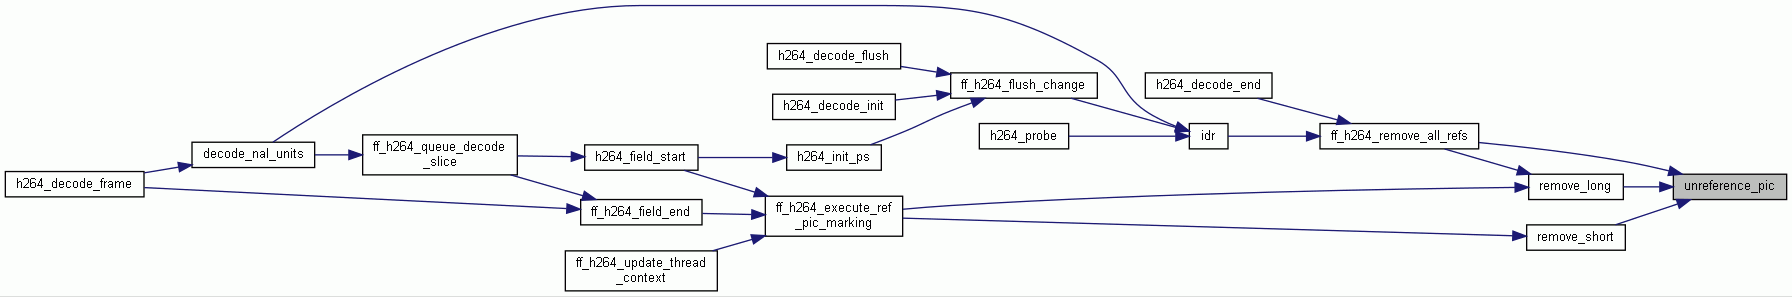 h264_decode_flush
ff_h264_flush_change
h264_decode_end
h264_decode_init
h264_probe
idr
ff_h264_remove_all_refs
decode_nal_units
ff_h264_queue_decode
_slice
h264_field_start
h264_init_ps
h264_decode_frame
remove_long
unreference_pic
ff_h264_field_end
ff_h264_execute_ref
_pic_marking
remove_short
ff_h264_update_thread
_context